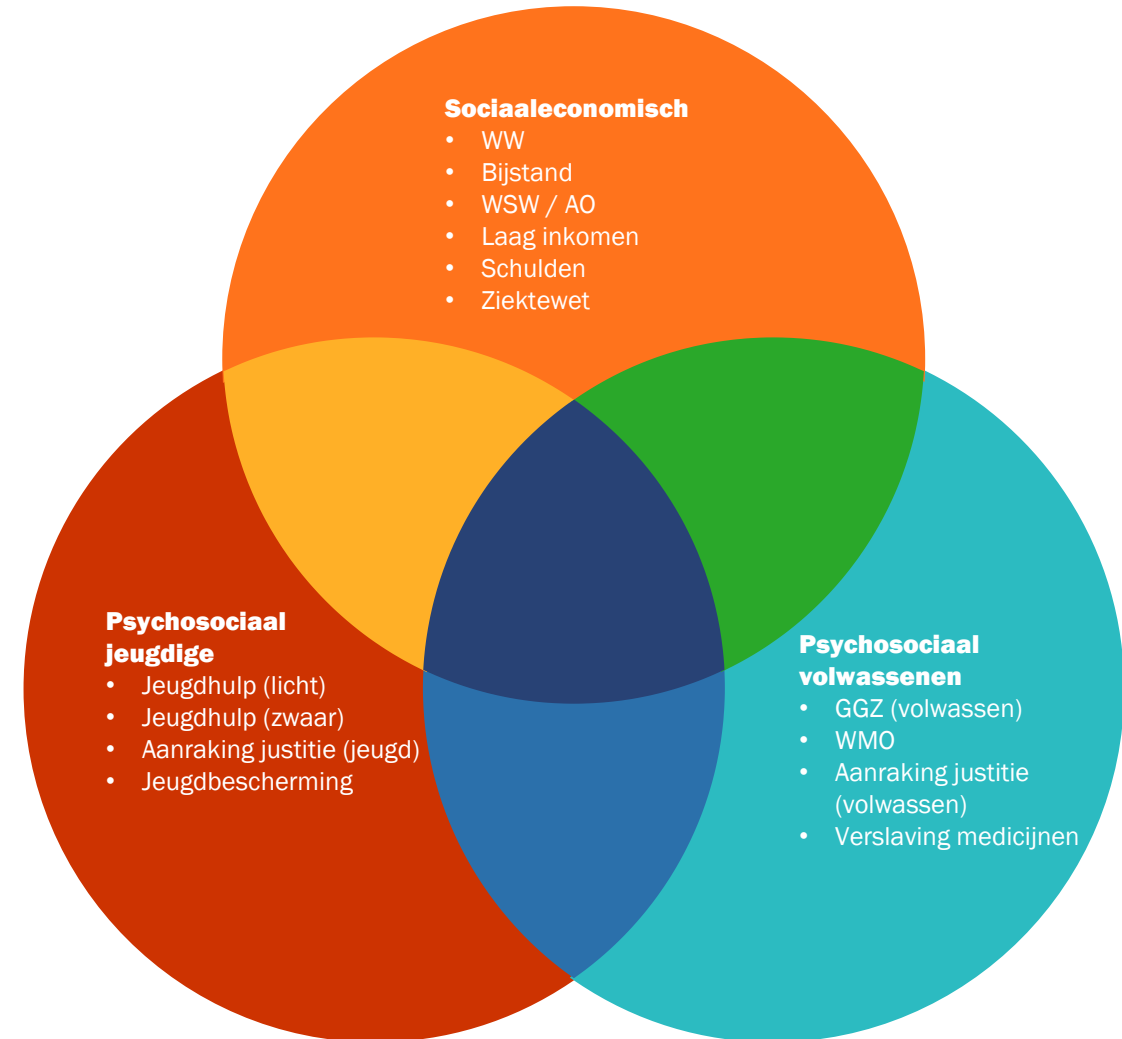 Sociaaleconomisch
• WW
• Bijstand
• WSW / AO
• Laag inkomen
• Schulden
• Ziektewet
Psychosociaal
jeugdige
• Jeugdhulp (licht)
• Jeugdhulp (zwaar)
• Aanraking justitie (jeugd)
• Jeugdbescherming
Psychosociaal
volwassenen
• GGZ (volwassen)
• WMO
• Aanraking justitie
(volwassen)
• Verslaving medicijnen